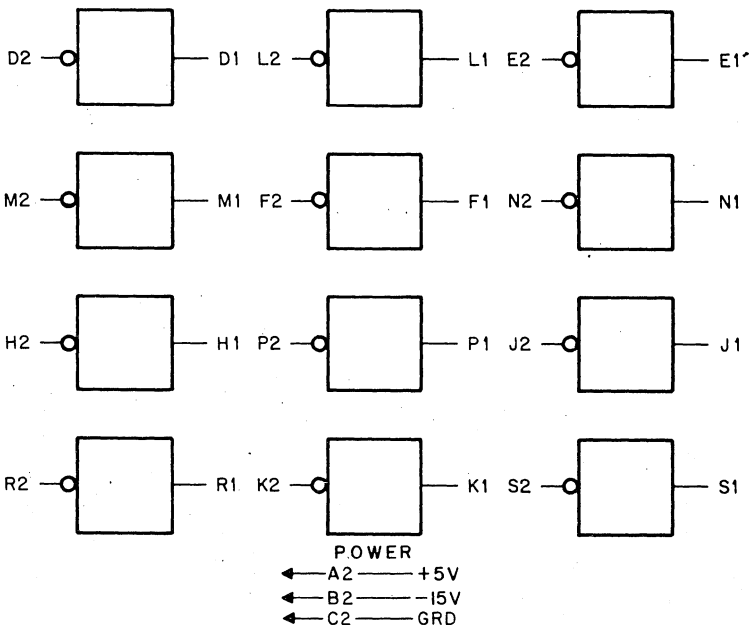 D2 D1 L2 L1 E2 E1
M2 M1 F2 F1 N2 N1
H2 H1 P2 P1 J2 J1
R2 R1 K2 K1 S2 S1
POWER
A2 +5V
B2 -15V
C2 GRD